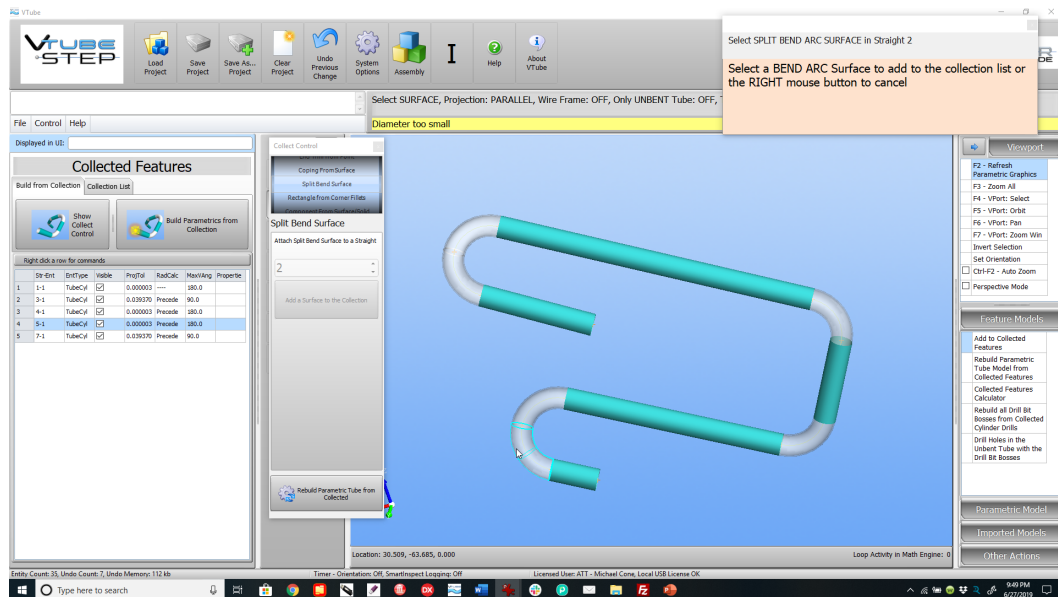 VTube
VTUBE
-STEP
Load
Project
Save
Project
Save As...
Project
Clear
Project
Undo
Previous
Change
System
Options
Assembly
I
Help
About
VTube
Select SPLIT BEND ARC SURFACE in Straight 2
Select a BEND ARC Surface to add to the collection list or
the RIGHT mouse button to cancel
Select SURFACE, Projection: PARALLEL, Wire Frame: OFF, Only UNBENT Tube: OFF,
File Control Help
Diameter too small
Displayed in UI:
Collected Features
Build from Collection
Collection List
Show
Collect
Control
Build Parametrics from
Collection
Right click a row for commands
Str-Ent EntType Visible ProjTol RadCalc MaxVAng Propertie
1 1-1 TubeCyl 0.000003 ---- 180.0
2 3-1 TubeCyl 0.039370 Precede 90.0
3 4-1 TubeCyl 0.000003 Precede 180.0
4 5-1 TubeCyl 0.000003 Precede 180.0
5 7-1 TubeCyl 0.039370 Precede 90.0
Collect Control
Coping FromSurface
Split Bend Surface
Rectangle from Corner Fillets
Split Bend Surface
Attach Split Bend Surface to a Straight
2
Add a Surface to the Collection
Rebuild Parametric Tube from
Collected
Viewport
F2 - Refresh
Parametric Graphics
F3 - Zoom All
F4 - VPort: Select
F5 - VPort: Orbit
F6 - VPort: Pan
F7 - VPort: Zoom Win
Invert Selection
Set Orientation
Ctrl-F2 - Auto Zoom
Perspective Mode
Feature Models
Add to Collected
Features
Rebuild Parametric
Tube Model from
Collected Features
Collected Features
Calculator
Rebuild all Drill Bit
Bosses from Collected
Cylinder Drills
Drill Holes in the
Unbent Tube with the
Drill Bit Bosses
Parametric Model
Imported Models
Other Actions
Location: 30.509, -63.685, 0.000
Loop Activity in Math Engine: 0
Entity Count: 35, Undo Count: 7, Undo Memory: 112 kb
Timer - Orientation: Off, SmartInspect Logging: Off
Licensed User: ATT - Michael Cone, Local USB License OK
Type here to search
9:49 PM
6/27/2019